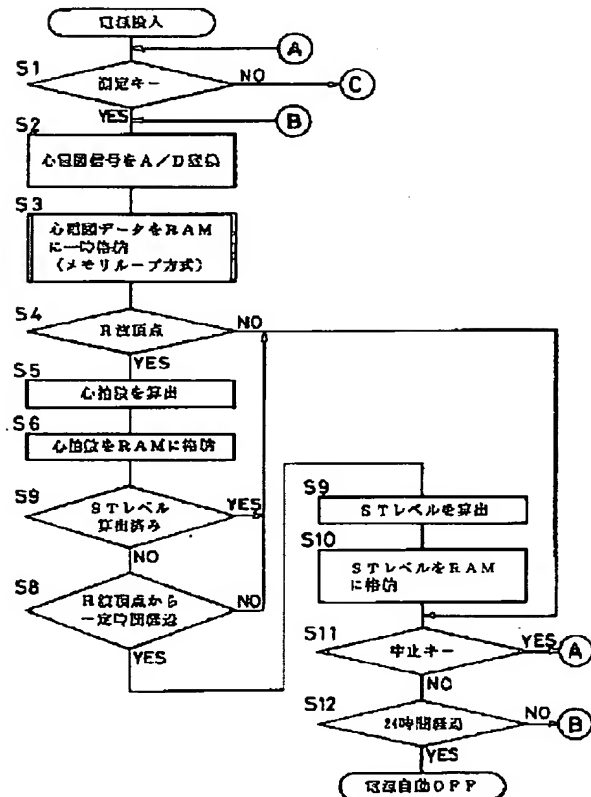 電源投入
A
S1
測定キー
NO
C
YES
B
S2
心電図信号をA/D変換
S3
心電図データをRAM
に一時格納
(メモリループ方式)
S4
R波頂点
NO
YES
S5
心拍数を算出
S6
心拍数をRAMに格納
S9
STレベル
算出済み
YES
NO
S8
R波頂点から
一定時間経過
NO
YES
S9
STレベルを算出
S10
STレベルをRAM
に格納
S11
中止キー
YES
A
NO
S12
24時間経過
NO
B
YES
電源自動OFF